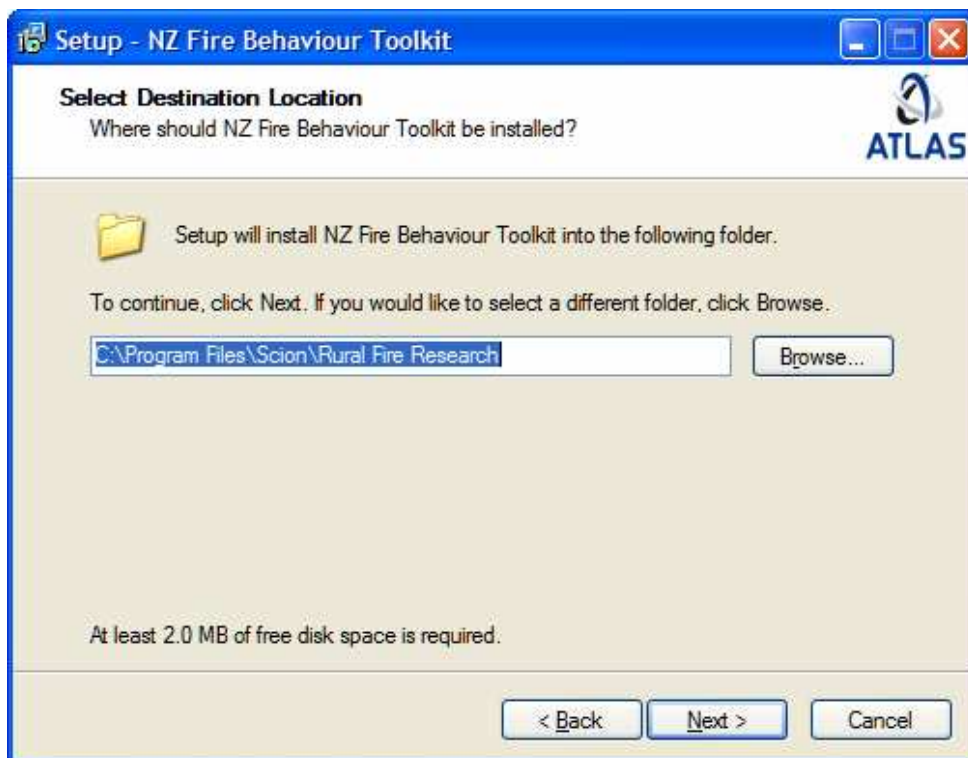 Setup - NZ Fire Behaviour Toolkit
Select Destination Location
Where should NZ Fire Behaviour Toolkit be installed?
ATLAS
Setup will install NZ Fire Behaviour Toolkit into the following folder.
To continue, click Next. If you would like to select a different folder, click Browse.
C:\Program Files\Scion\Rural Fire Research
Browse...
At least 2.0 MB of free disk space is required.
< Back
Next >
Cancel